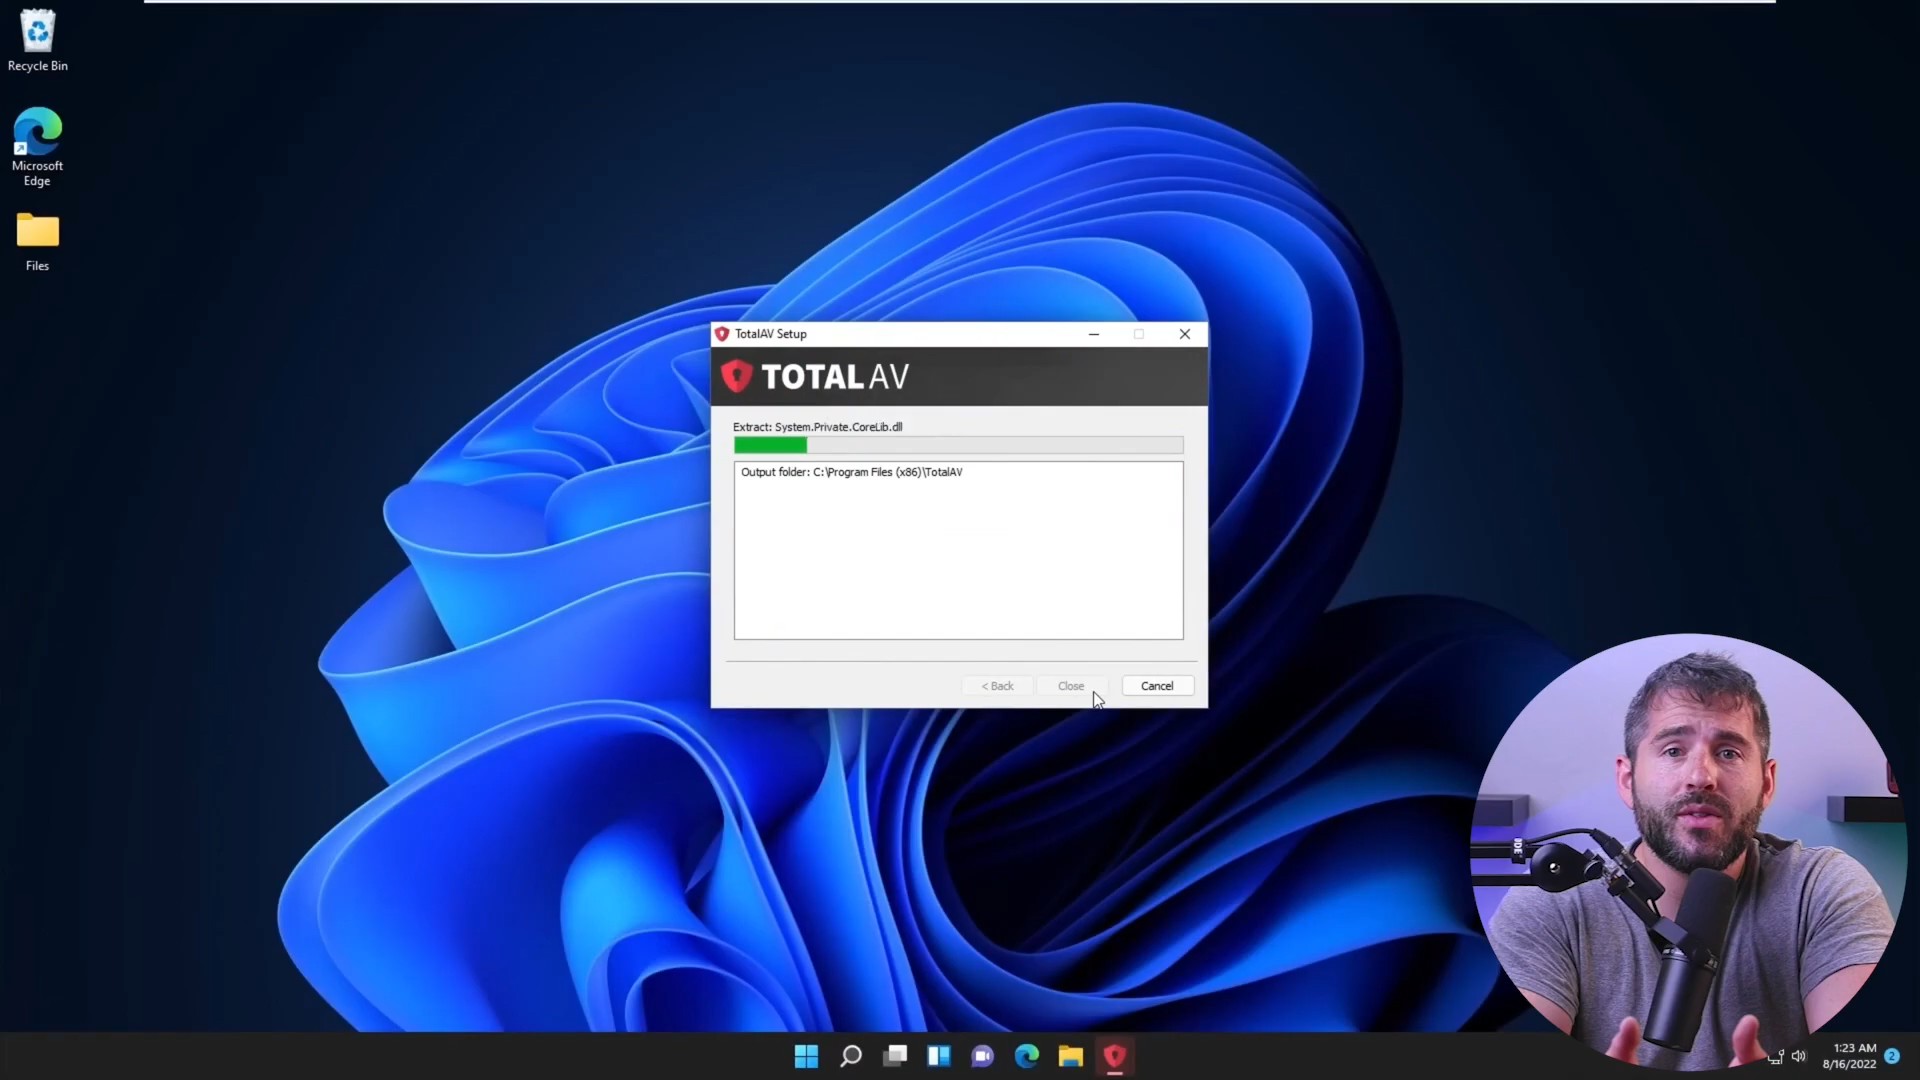 Recycle Bin
Microsoft
Edge
Files
TotalAV Setup
TOTAL AV
Extract: System.Private.CoreLib.dll
Output folder: C:\Program Files (x86)\TotalAV
< Back
Close
Cancel
1:23 AM
8/16/2022
2